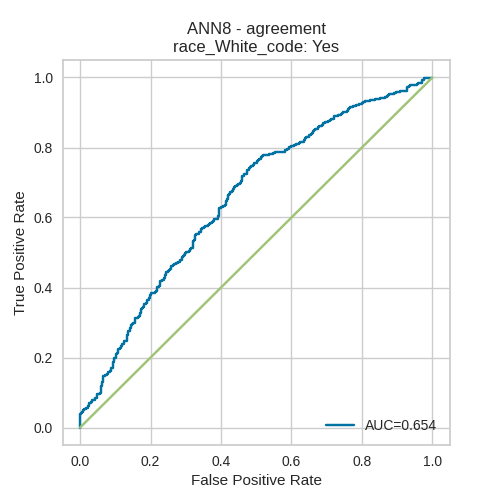 ANN8 - agreement
race_White_code: Yes
1.0
0.8
0.6
0.4
0.2
0.0
True Positive Rate
AUC=0.654
0.0 0.2 0.4 0.6 0.8 1.0
False Positive Rate